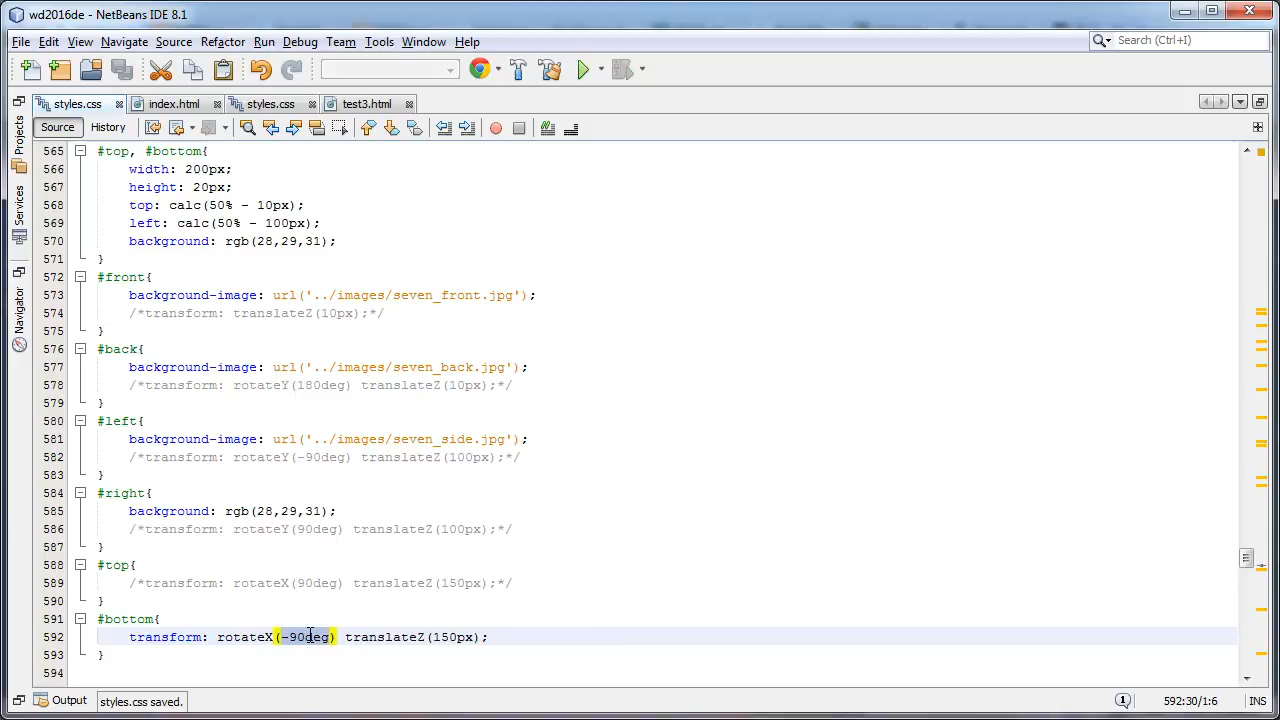 wd2016de - NetBeans IDE 8.1
File Edit View Navigate Source Refactor Run Debug Team Tools Window Help
Search (Ctrl+I)
styles.css index.html styles.css test3.html
Source History
Projects
Services
Navigator
565 #top, #bottom{
566 width: 200px;
567 height: 20px;
568 top: calc(50% - 10px);
569 left: calc(50% - 100px);
570 background: rgb(28,29,31);
571 }
572 #front{
573 background-image: url('../images/seven_front.jpg');
574 /*transform: translateZ(10px);*/
575 }
576 #back{
577 background-image: url('../images/seven_back.jpg');
578 /*transform: rotateY(180deg) translateZ(10px);*/
579 }
580 #left{
581 background-image: url('../images/seven_side.jpg');
582 /*transform: rotateY(-90deg) translateZ(100px);*/
583 }
584 #right{
585 background: rgb(28,29,31);
586 /*transform: rotateY(90deg) translateZ(100px);*/
587 }
588 #top{
589 /*transform: rotateX(90deg) translateZ(150px);*/
590 }
591 #bottom{
592 transform: rotateX(-90deg) translateZ(150px);
593 }
594
Output styles.css saved. 592:30/1:6 INS